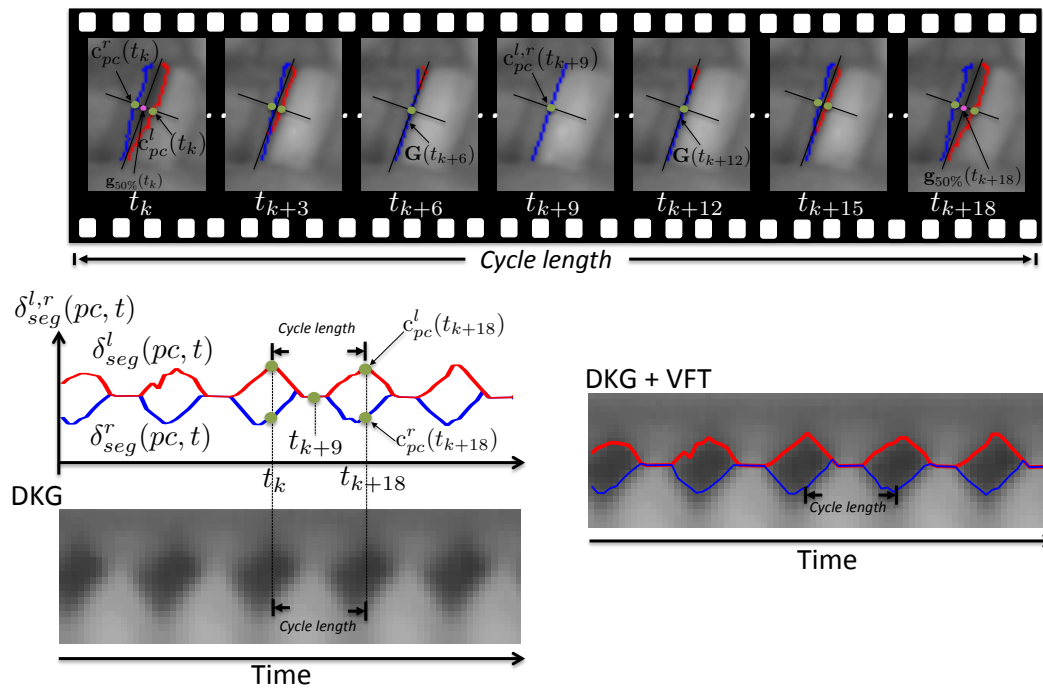 c^r_{pc}(t_k)
c^l_{pc}(t_k)
g_{50%}(t_k)
G(t_{k+6})
c^{l,r}_{pc}(t_{k+9})
G(t_{k+12})
g_{50%}(t_{k+18})
t_k t_{k+3} t_{k+6} t_{k+9} t_{k+12} t_{k+15} t_{k+18}
Cycle length
δ^{l,r}_{seg}(pc, t)
δ^l_{seg}(pc, t)
Cycle length
c^l_{pc}(t_{k+18})
δ^r_{seg}(pc, t)
t_{k+9}
c^r_{pc}(t_{k+18})
t_k
t_{k+18}
DKG
Cycle length
Time
DKG + VFT
Cycle length
Time